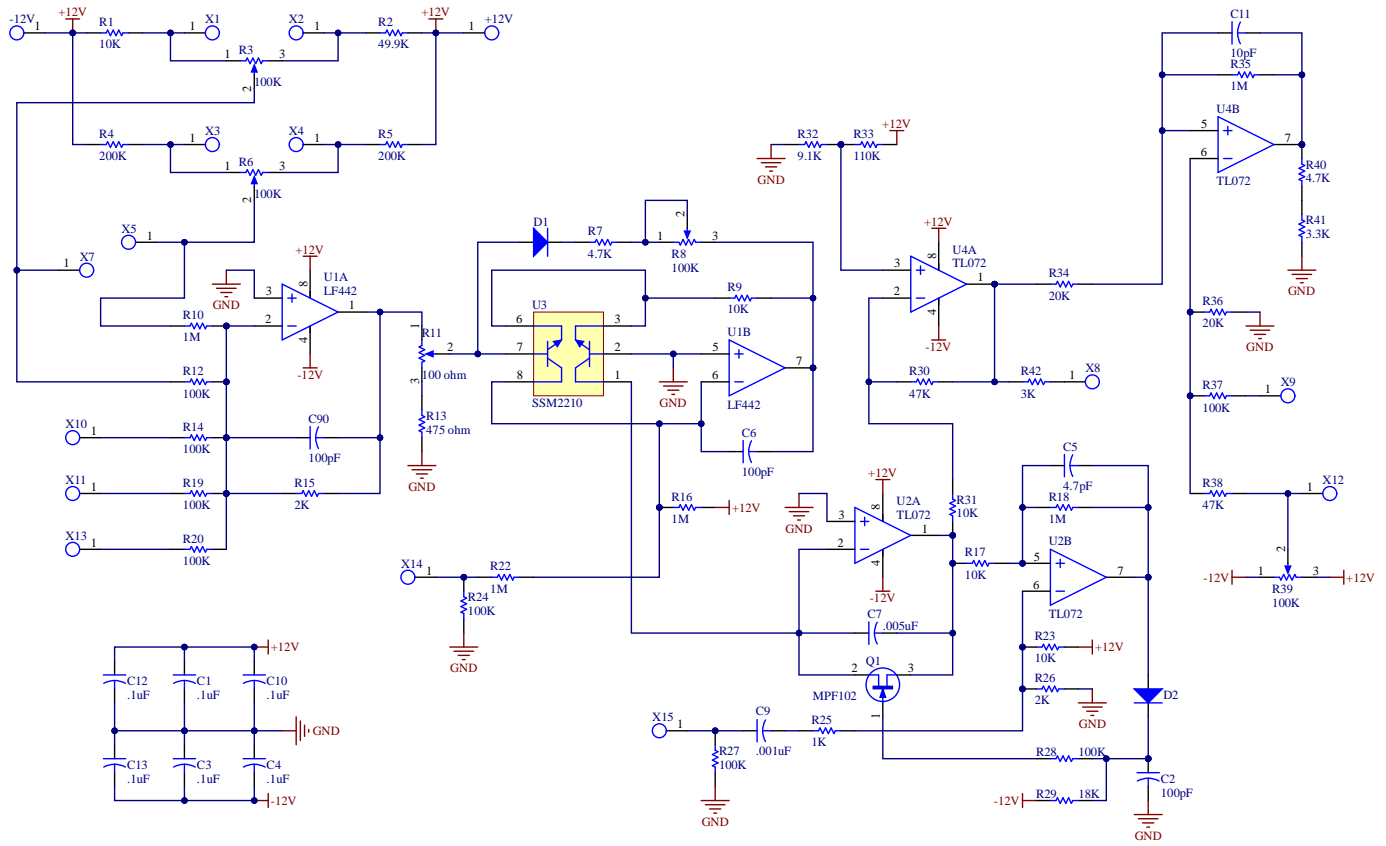 -12V 1 +12V R1 10K X1 1 X2 1 R2 49.9K +12V 1 +12V
1 R3 3 100K 2
R4 200K X3 1 X4 1 R5 200K
1 R6 3 100K 2
X5 1
X7 1
GND +12V U1A LF442 8 3 2 1 4 -12V
R10 1M
R12 100K
X10 1 R14 100K C90 100pF
X11 1 R19 100K R15 2K
X13 1 R20 100K
1 R11 2 100 ohm 3
R13 475 ohm GND
D1 R7 4.7K 2 1 R8 3 100K
R9 10K
U3 6 3 7 2 8 1 SSM2210
GND
U1B 5 6 7 LF442
C6 100pF
R16 1M +12V
X14 1 R22 1M
R24 100K GND
R32 9.1K GND R33 110K +12V
+12V U4A TL072 8 3 2 1 4 -12V
R34 20K
R30 47K R42 3K 1 X8
R31 10K
+12V U2A TL072 8 GND 3 2 1 4 -12V
C7 .005uF
Q1 2 3 MPF102 1
R17 10K
C5 4.7pF
R18 1M
U2B 5 6 7 TL072
R23 10K +12V
R26 2K GND
D2
X15 1 C9 .001uF R25 1K
R27 100K GND
R28 100K
-12V R29 18K
C2 100pF GND
C11 10pF
R35 1M
U4B 5 6 7 TL072
R40 4.7K
R41 3.3K
GND
R36 20K GND
R37 100K 1 X9
R38 47K 1 X12
2 -12V 1 R39 3 +12V 100K
+12V
C12 .1uF C1 .1uF C10 .1uF
GND
C13 .1uF C3 .1uF C4 .1uF
-12V